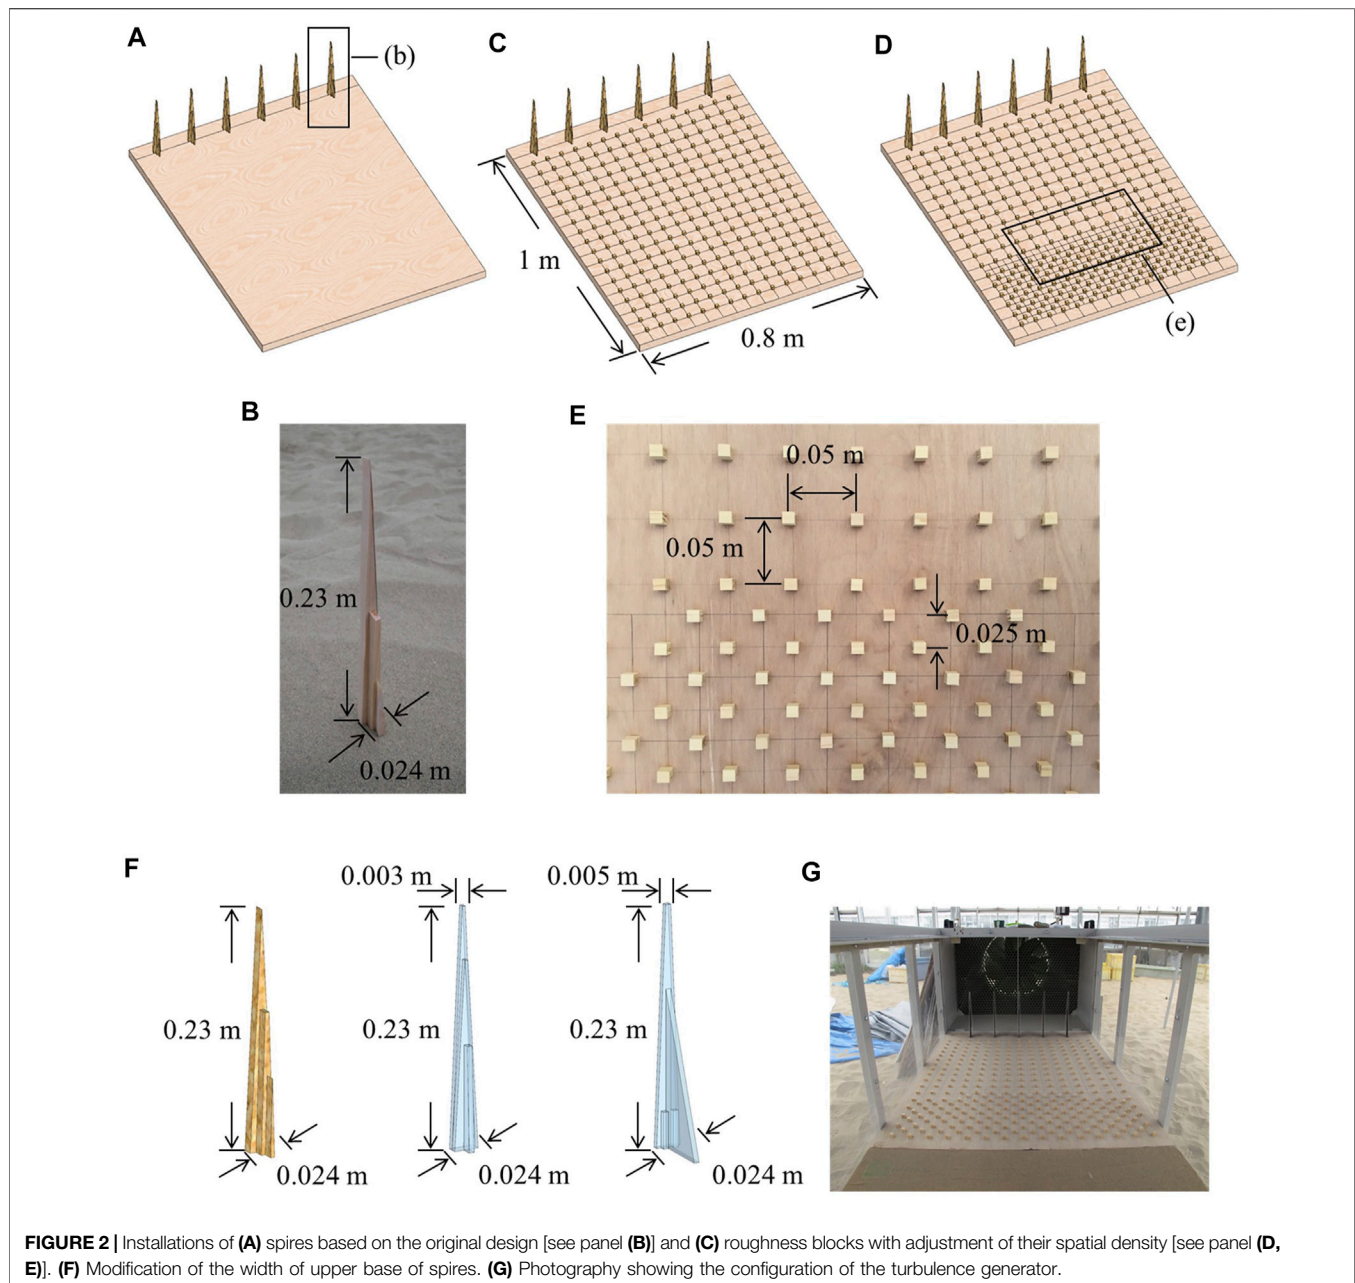 A
(b)
C
D
1 m
0.8 m
(e)
B
0.23 m
0.024 m
E
0.05 m
0.05 m
0.025 m
F
0.003 m
0.005 m
G
0.23 m
0.23 m
0.23 m
0.024 m
0.024 m
0.024 m
FIGURE 2 | Installations of (A) spires based on the original design [see panel (B)] and (C) roughness blocks with adjustment of their spatial density [see panel (D,
E)]. (F) Modification of the width of upper base of spires. (G) Photography showing the configuration of the turbulence generator.